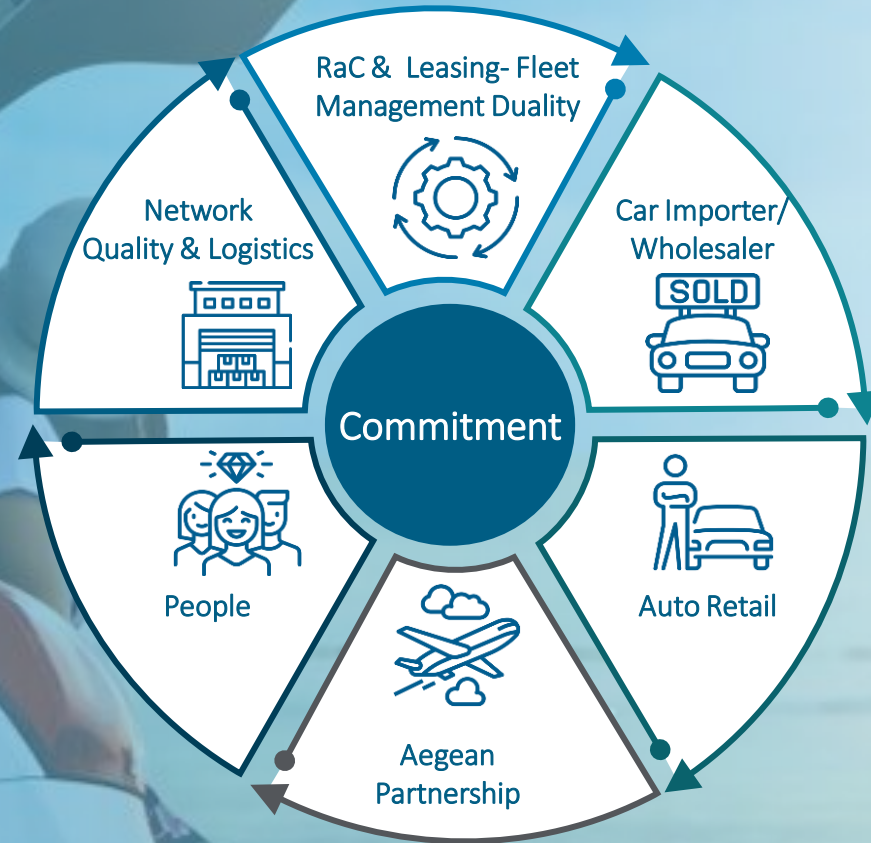 RaC & Leasing- Fleet
Management Duality
Network
Quality & Logistics
Car Importer/
Wholesaler
SOLD
Commitment
People
Auto Retail
Aegean
Partnership